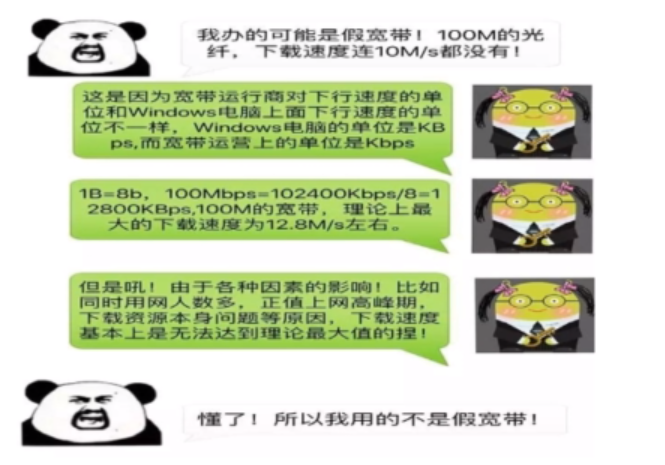 我办的可能是假宽带！100M的光
纤，下载速度连10M/s都没有！
这是因为宽带运行商对下行速度的单
位和Windows电脑上面下行速度的单
位不一样，Windows电脑的单位是KB
ps,而宽带运营上的单位是Kbps
1B=8b，100Mbps=102400Kbps/8=1
2800KBps,100M的宽带，理论上最
大的下载速度为12.8M/s左右。
但是吼！由于各种因素的影响！比如
同时用网人数多，正值上网高峰期，
下载资源本身问题等原因，下载速度
基本上是无法达到理论最大值的捏！
懂了！所以我用的不是假宽带！